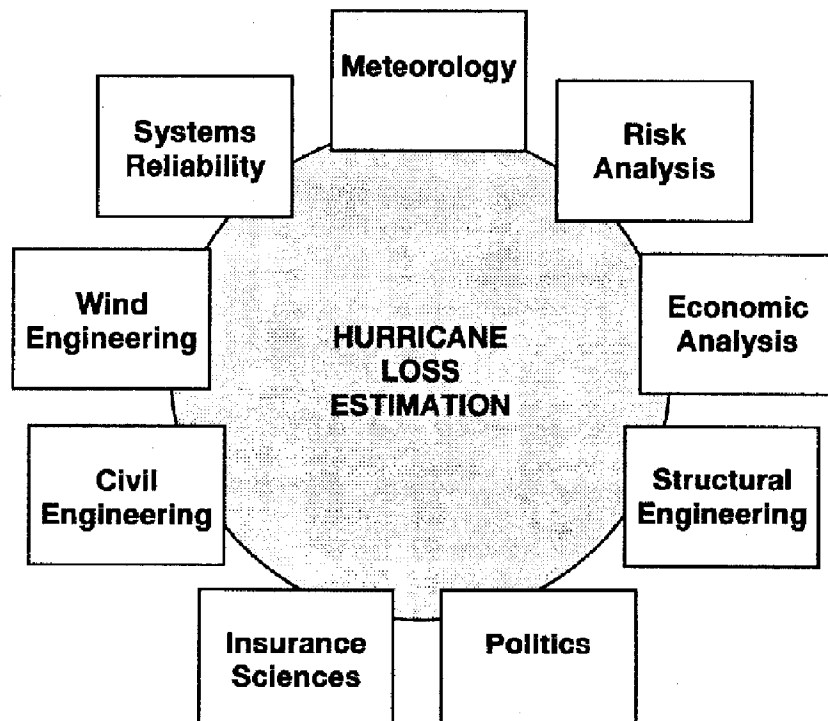 Meteorology
Systems
Reliability
Risk
Analysis
Wind
Engineering
HURRICANE
LOSS
ESTIMATION
Economic
Analysis
Civil
Engineering
Structural
Engineering
Insurance
Sciences
Politics